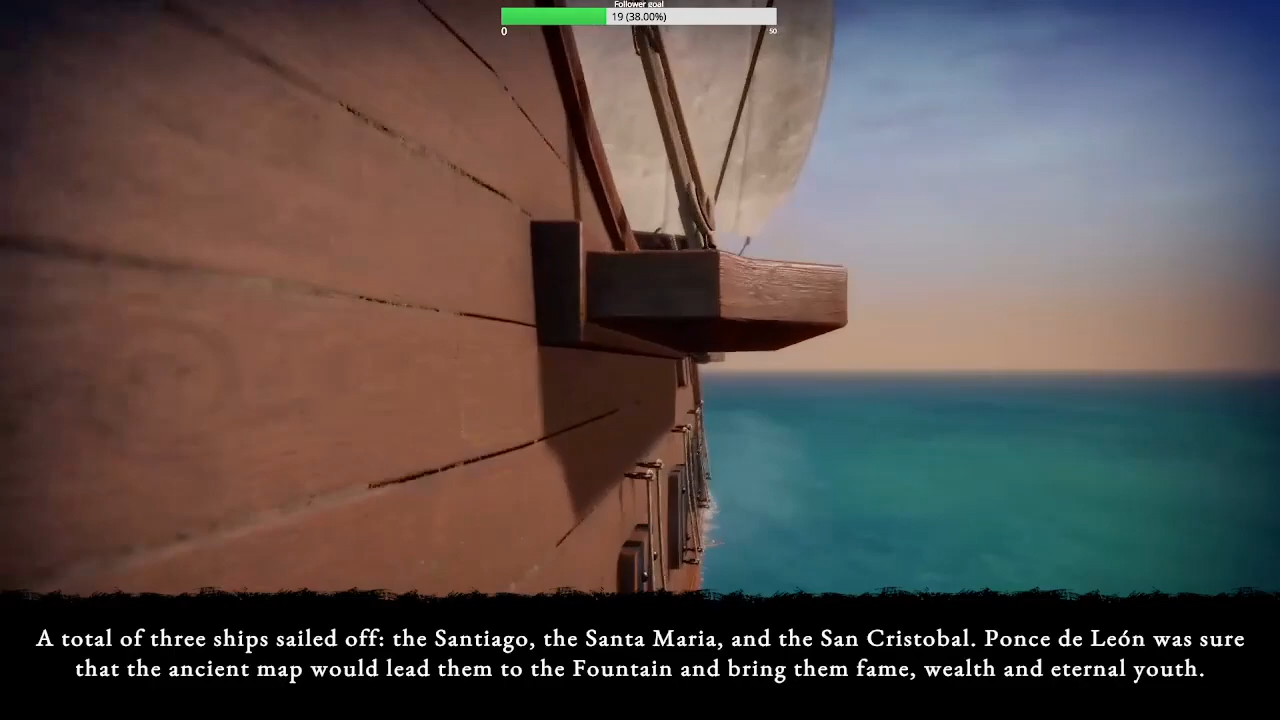 Follower goal
19 (38.00%)
0
50
A total of three ships sailed off: the Santiago, the Santa Maria, and the San Cristobal. Ponce de León was sure
that the ancient map would lead them to the Fountain and bring them fame, wealth and eternal youth.